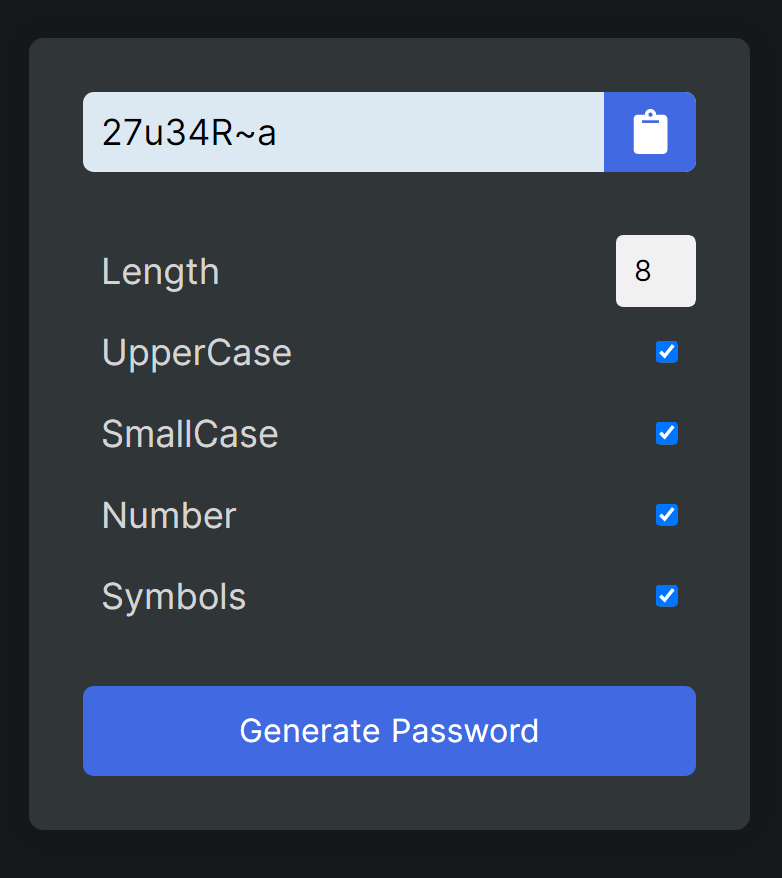 27u34R~a
Length
8
UpperCase
SmallCase
Number
Symbols
Generate Password